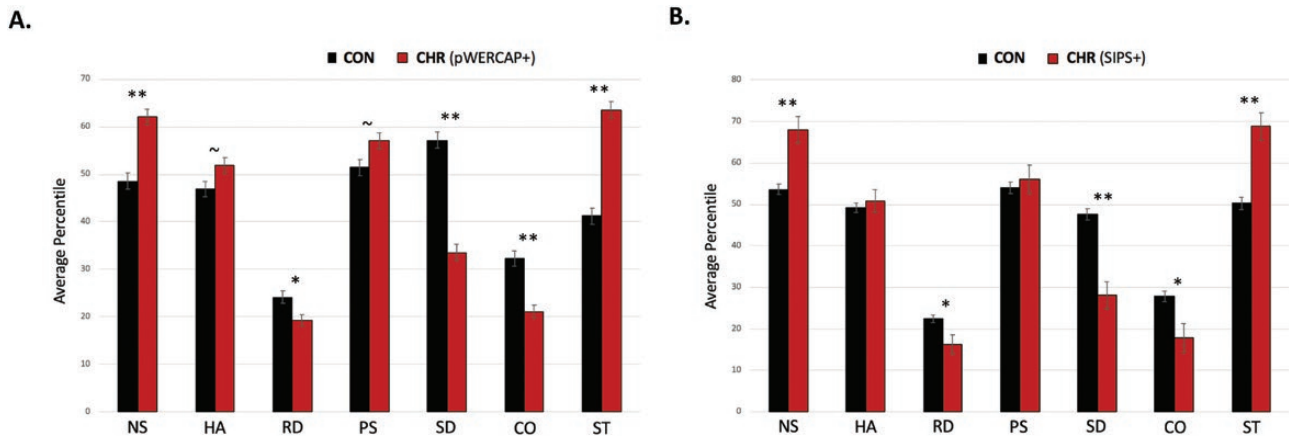 A.
CON CHR (pWERCAP+)
Average Percentile
70
60
50
40
30
20
10
0
** ~ * ~ ** ** **
NS HA RD PS SD CO ST
B.
CON CHR (SIPS+)
Average Percentile
80
70
60
50
40
30
20
10
0
** * ** * **
NS HA RD PS SD CO ST